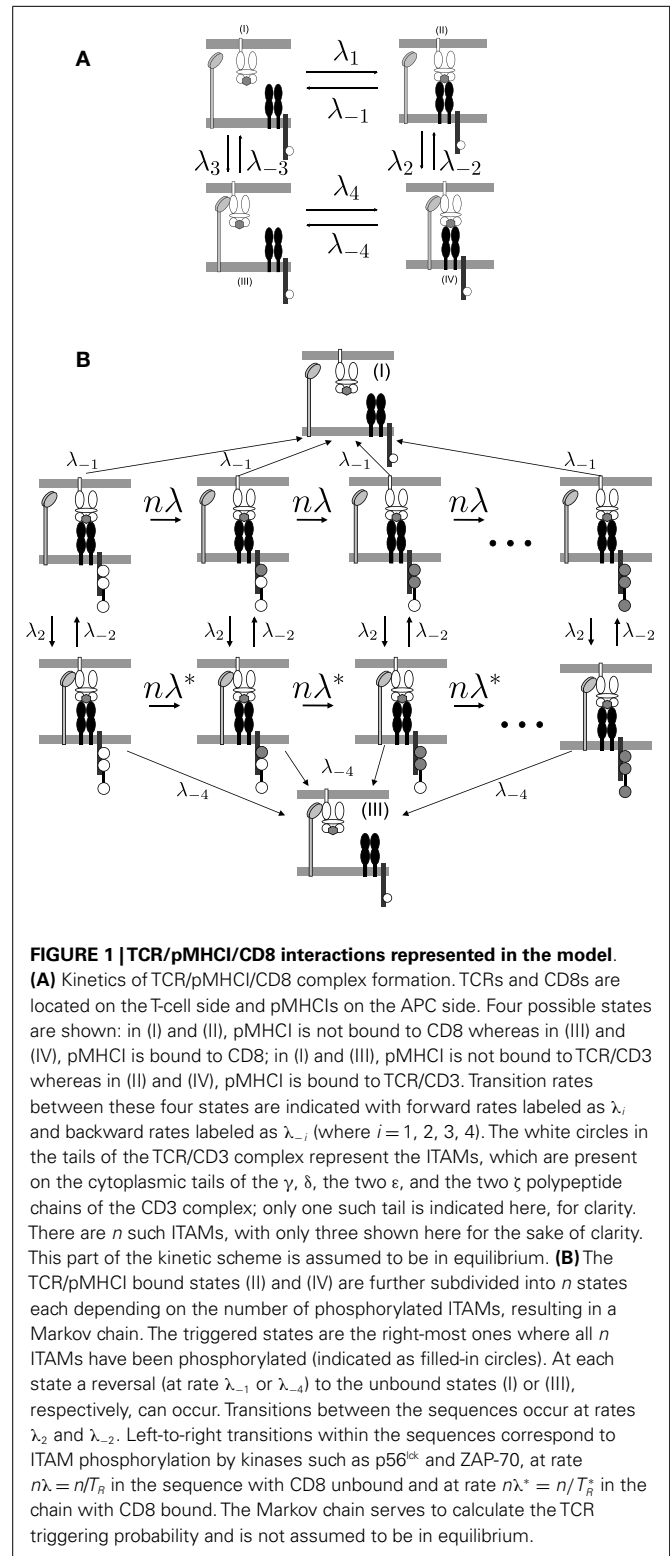 A
(I)
(II)
λ₁
λ₋₁
λ₃
λ₋₃
λ₂
λ₋₂
λ₄
λ₋₄
(III)
(IV)
B
(I)
λ₋₁
λ₋₁
λ₋₁
λ₋₁
nλ
nλ
nλ
• • •
λ₂
λ₋₂
λ₂
λ₋₂
λ₂
λ₋₂
λ₂
λ₋₂
nλ*
nλ*
nλ*
• • •
λ₋₄
λ₋₄
λ₋₄
(III)
FIGURE 1 | TCR/pMHCI/CD8 interactions represented in the model.
(A) Kinetics of TCR/pMHCI/CD8 complex formation. TCRs and CD8s are
located on the T-cell side and pMHCIs on the APC side. Four possible states
are shown: in (I) and (II), pMHCI is not bound to CD8 whereas in (III) and
(IV), pMHCI is bound to CD8; in (I) and (III), pMHCI is not bound to TCR/CD3
whereas in (II) and (IV), pMHCI is bound to TCR/CD3. Transition rates
between these four states are indicated with forward rates labeled as λᵢ
and backward rates labeled as λ₋ᵢ (where i = 1, 2, 3, 4). The white circles in
the tails of the TCR/CD3 complex represent the ITAMs, which are present
on the cytoplasmic tails of the γ, δ, the two ε, and the two ζ polypeptide
chains of the CD3 complex; only one such tail is indicated here, for clarity.
There are n such ITAMs, with only three shown here for the sake of clarity.
This part of the kinetic scheme is assumed to be in equilibrium. (B) The
TCR/pMHCI bound states (II) and (IV) are further subdivided into n states
each depending on the number of phosphorylated ITAMs, resulting in a
Markov chain. The triggered states are the right-most ones where all n
ITAMs have been phosphorylated (indicated as filled-in circles). At each
state a reversal (at rate λ₋₁ or λ₋₄) to the unbound states (I) or (III),
respectively, can occur. Transitions between the sequences occur at rates
λ₂ and λ₋₂. Left-to-right transitions within the sequences correspond to
ITAM phosphorylation by kinases such as p56ˡᶜᵏ and ZAP-70, at rate
nλ = n/T_R in the sequence with CD8 unbound and at rate nλ* = n/T*_R in the
chain with CD8 bound. The Markov chain serves to calculate the TCR
triggering probability and is not assumed to be in equilibrium.